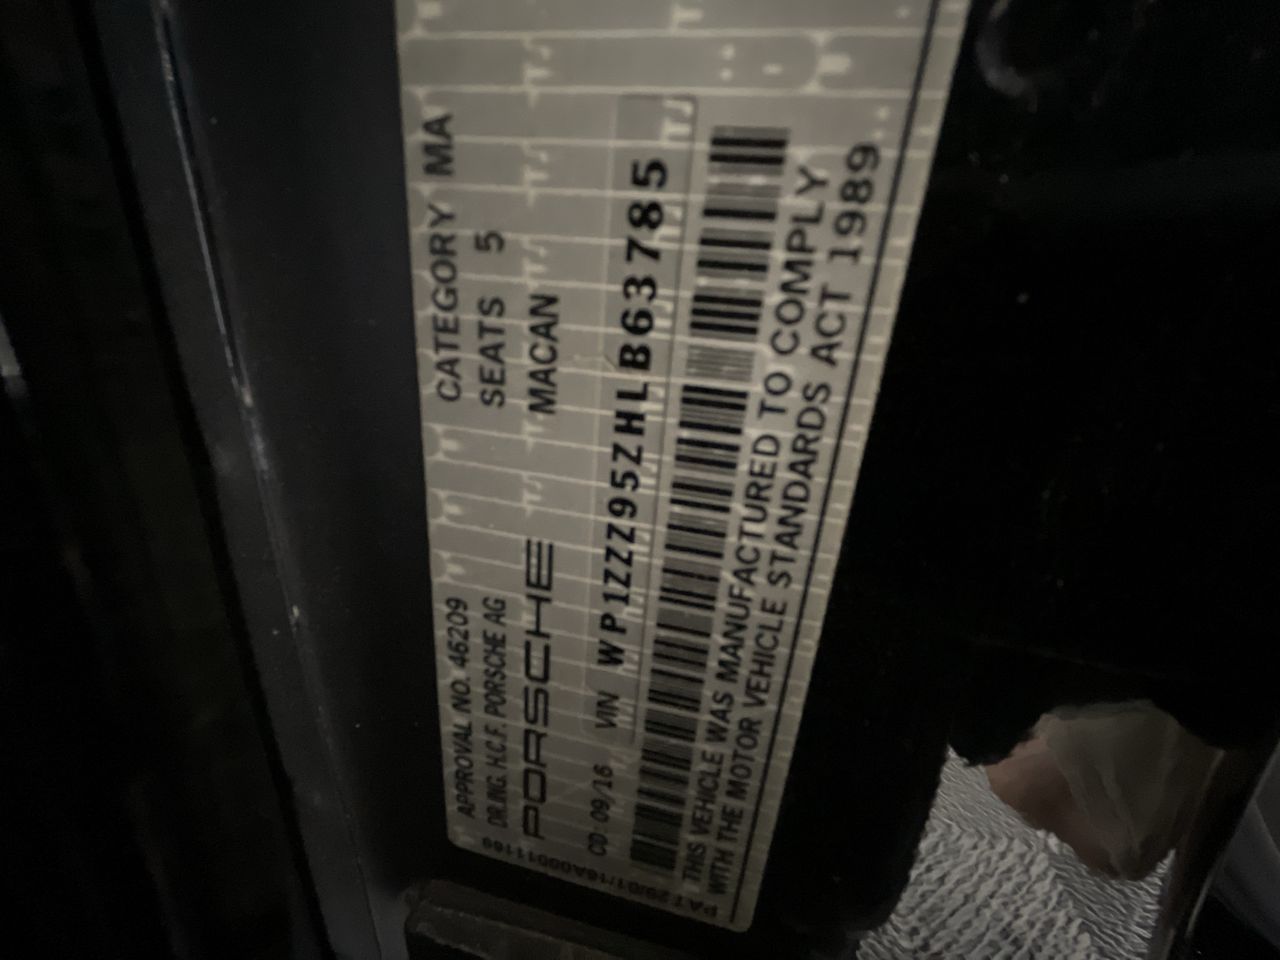 APPROVAL NO. 46209 CATEGORY MA
DR.ING. H.C.F. PORSCHE AG SEATS 5
PORSCHE MACAN
CD: 09/16 VIN WP1ZZZ95ZHLB63785
THIS VEHICLE WAS MANUFACTURED TO COMPLY
WITH THE MOTOR VEHICLE STANDARDS ACT 1989.